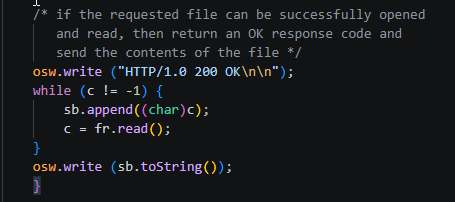 /* if the requested file can be successfully opened
and read, then return an OK response code and
send the contents of the file */
osw.write ("HTTP/1.0 200 OK\n\n");
while (c != -1) {
sb.append((char)c);
c = fr.read();
}
osw.write (sb.toString());
}